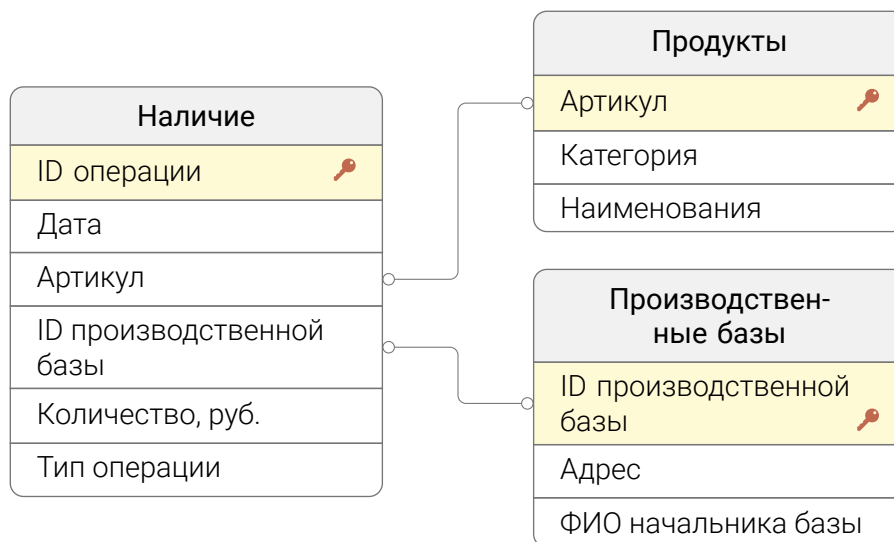 Наличие
ID операции
Дата
Артикул
ID производственной
базы
Количество, руб.
Тип операции
Продукты
Артикул
Категория
Наименования
Производствен-
ные базы
ID производственной
базы
Адрес
ФИО начальника базы